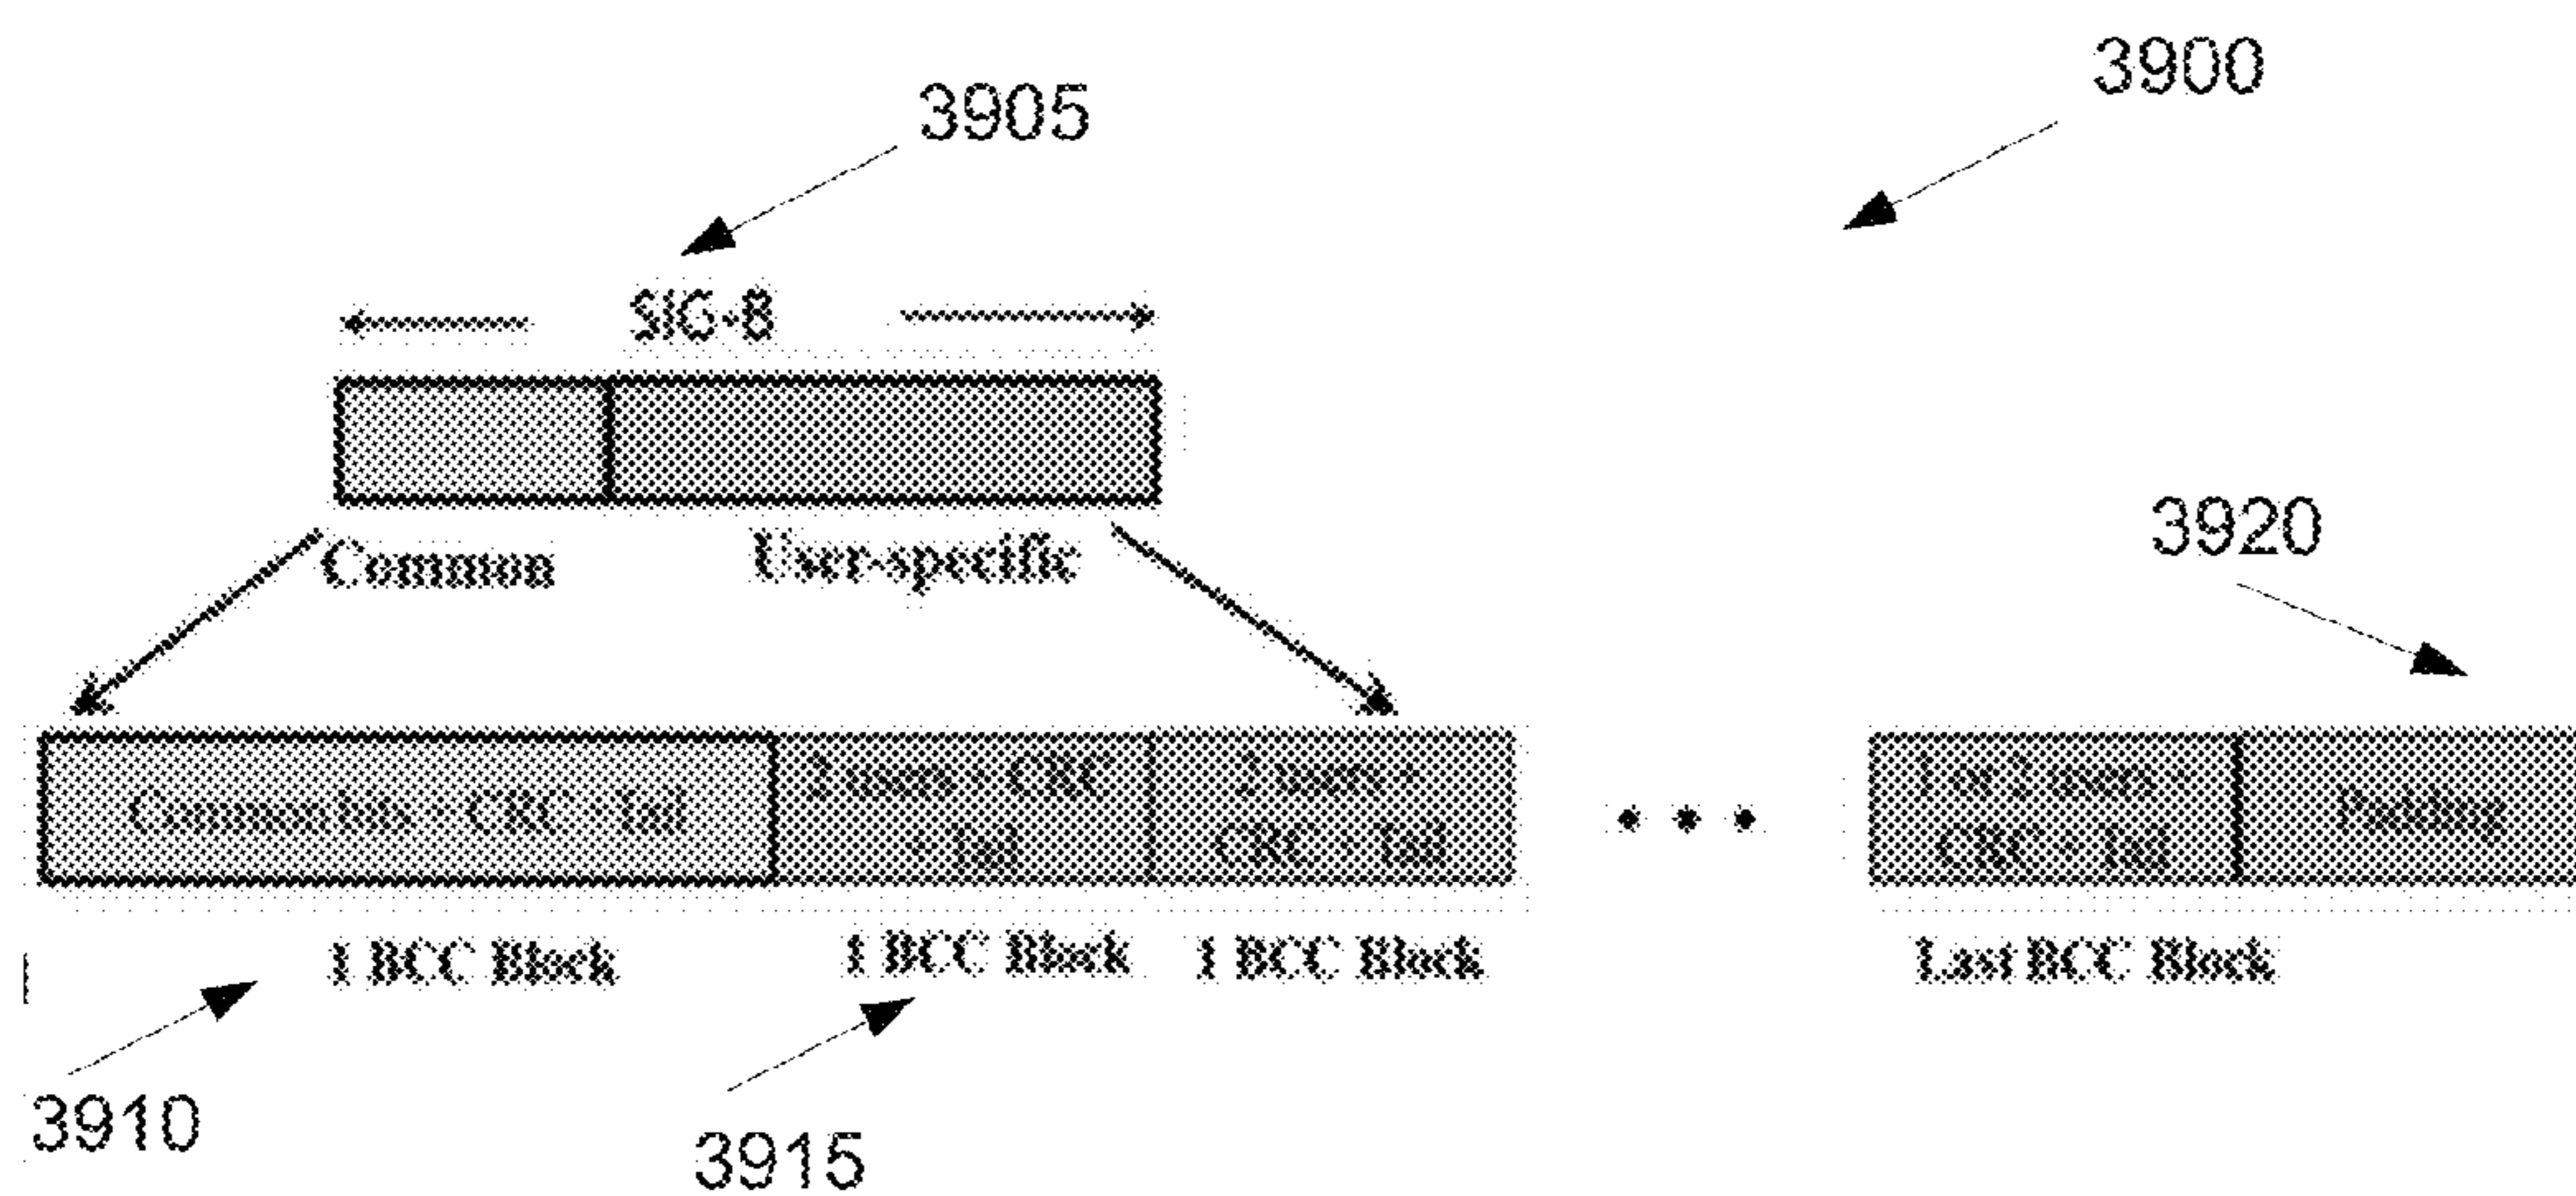 3900
3905
SIG-B
Common
User-specific
3920
Common bits + CRC + tail
2 users + CRC
+ Tail
2 users +
CRC + Tail
1 or 2 users +
CRC + Tail
Padding
1 BCC Block
1 BCC Block
1 BCC Block
Last BCC Block
3910
3915